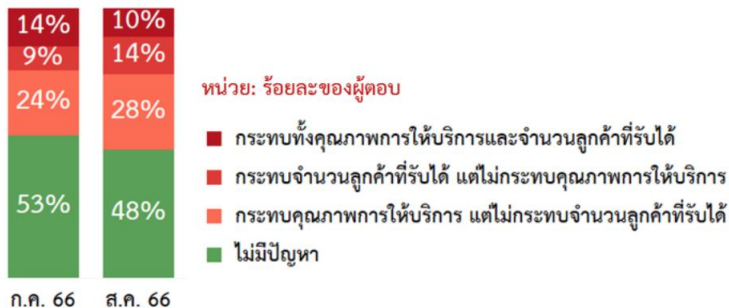 14% 10%
9% 14%
24% 28%
53% 48%
ก.ค. 66 ส.ค. 66
หน่วย: ร้อยละของผู้ตอบ
กระทบทั้งคุณภาพการให้บริการและจำนวนลูกค้าที่รับได้
กระทบจำนวนลูกค้าที่รับได้ แต่ไม่กระทบคุณภาพการให้บริการ
กระทบคุณภาพการให้บริการ แต่ไม่กระทบจำนวนลูกค้าที่รับได้
ไม่มีปัญหา